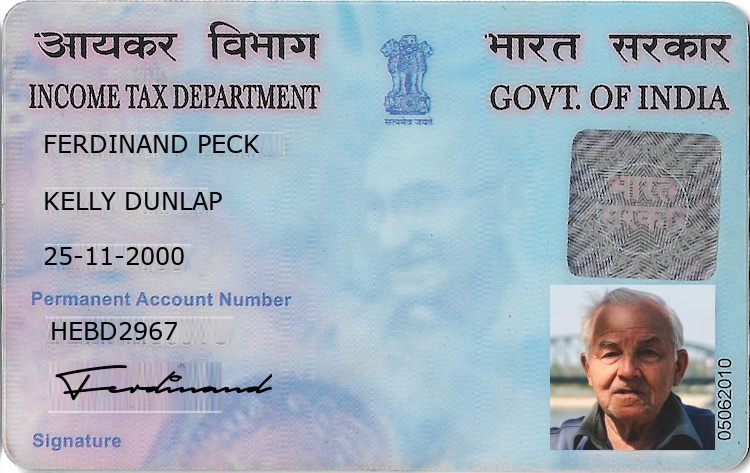 आयकर विभाग
भारत सरकार
INCOME TAX DEPARTMENT
GOVT. OF INDIA
सत्यमेव जयते
FERDINAND PECK
KELLY DUNLAP
25-11-2000
भारत
सरकार
Permanent Account Number
HEBD2967
Ferdinand
Signature
05062010